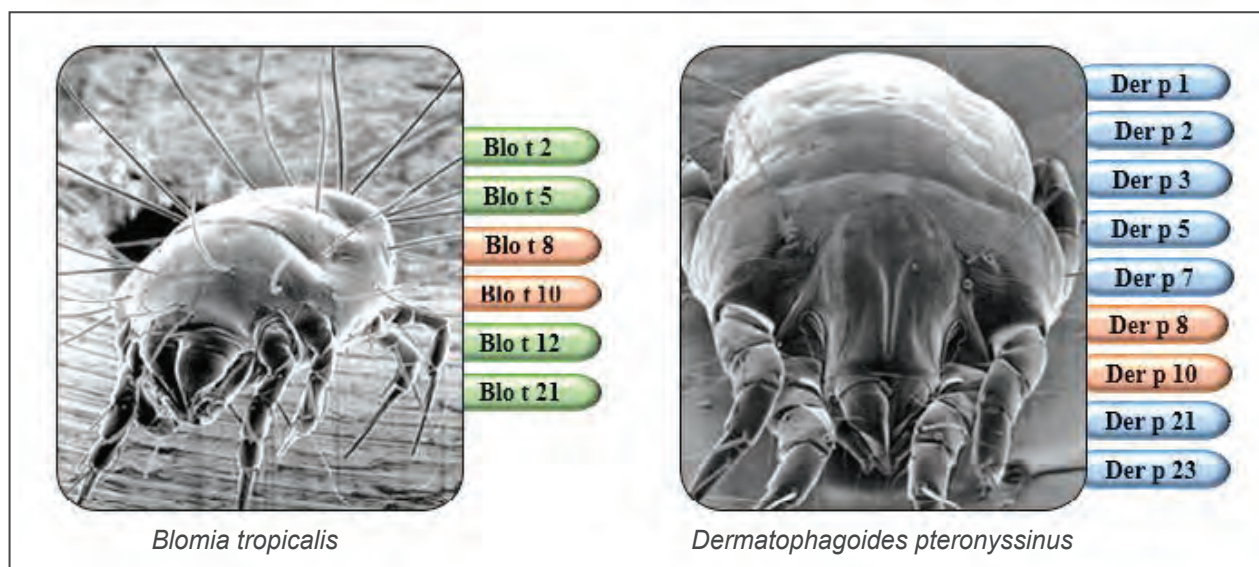 Blo t 2
Blo t 5
Blo t 8
Blo t 10
Blo t 12
Blo t 21
Blomia tropicalis
Der p 1
Der p 2
Der p 3
Der p 5
Der p 7
Der p 8
Der p 10
Der p 21
Der p 23
Dermatophagoides pteronyssinus